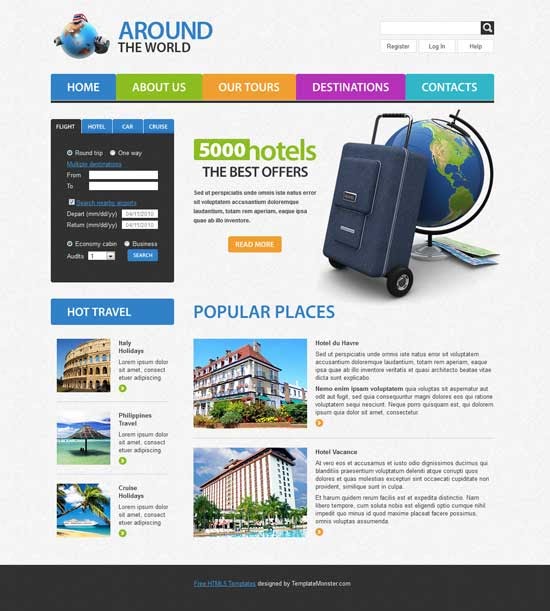 AROUND
THE WORLD
Register
Log In
Help
HOME
ABOUT US
OUR TOURS
DESTINATIONS
CONTACTS
FLIGHT
HOTEL
CAR
CRUISE
Round trip
One way
Multiple destinations
From
To
Search nearby airports
Depart (mm/dd/yy)
04/11/2010
Return (mm/dd/yy)
04/11/2010
Economy cabin
Business
Audlts
1
SEARCH
5000 hotels
THE BEST OFFERS
Sed ut perspiciatis unde omnis iste natus error
sit voluptatem accusantium doloremque
laudantium, totam rem aperiam, eaque ipsa
quae ab illo inventore.
READ MORE
HOT TRAVEL
Italy
Holidays
Lorem ipsum dolor
sit amet, consect
etuer adipiscing
Philippines
Travel
Lorem ipsum dolor
sit amet, consect
etuer adipiscing
Cruise
Holidays
Lorem ipsum dolor
sit amet, consect
etuer adipiscing
POPULAR PLACES
Hotel du Havre
Sed ut perspiciatis unde omnis iste natus error sit voluptatem
accusantium doloremque laudantium, totam rem aperiam, eaque
ipsa quae ab illo inventore veritatis et quasi architecto beatae vitae
dicta sunt explicabo
Nemo enim ipsam voluptatem quia voluptas sit aspernatur aut
odit aut fugit, sed quia consequuntur magni dolores eos qui ratione
voluptatem sequi nesciunt. Neque porro quisquam est, qui dolorem
ipsum quia dolor sit amet, consectetur.
Hotel Vacance
At vero eos et accusamus et iusto odio dignissimos ducimus qui
blanditiis praesentium voluptatum deleniti atque corrupti quos
dolores et quas molestias excepturi sint occaecati cupiditate non
provident, similique sunt in culpa.
Et harum quidem rerum facilis est et expedita distinctio. Nam
libero tempore, cum soluta nobis est eligendi optio cumque nihil
impedit quo minus id quod maxime placeat facere possimus,
omnis voluptas assumenda.
Free HTML5 Templates designed by TemplateMonster.com